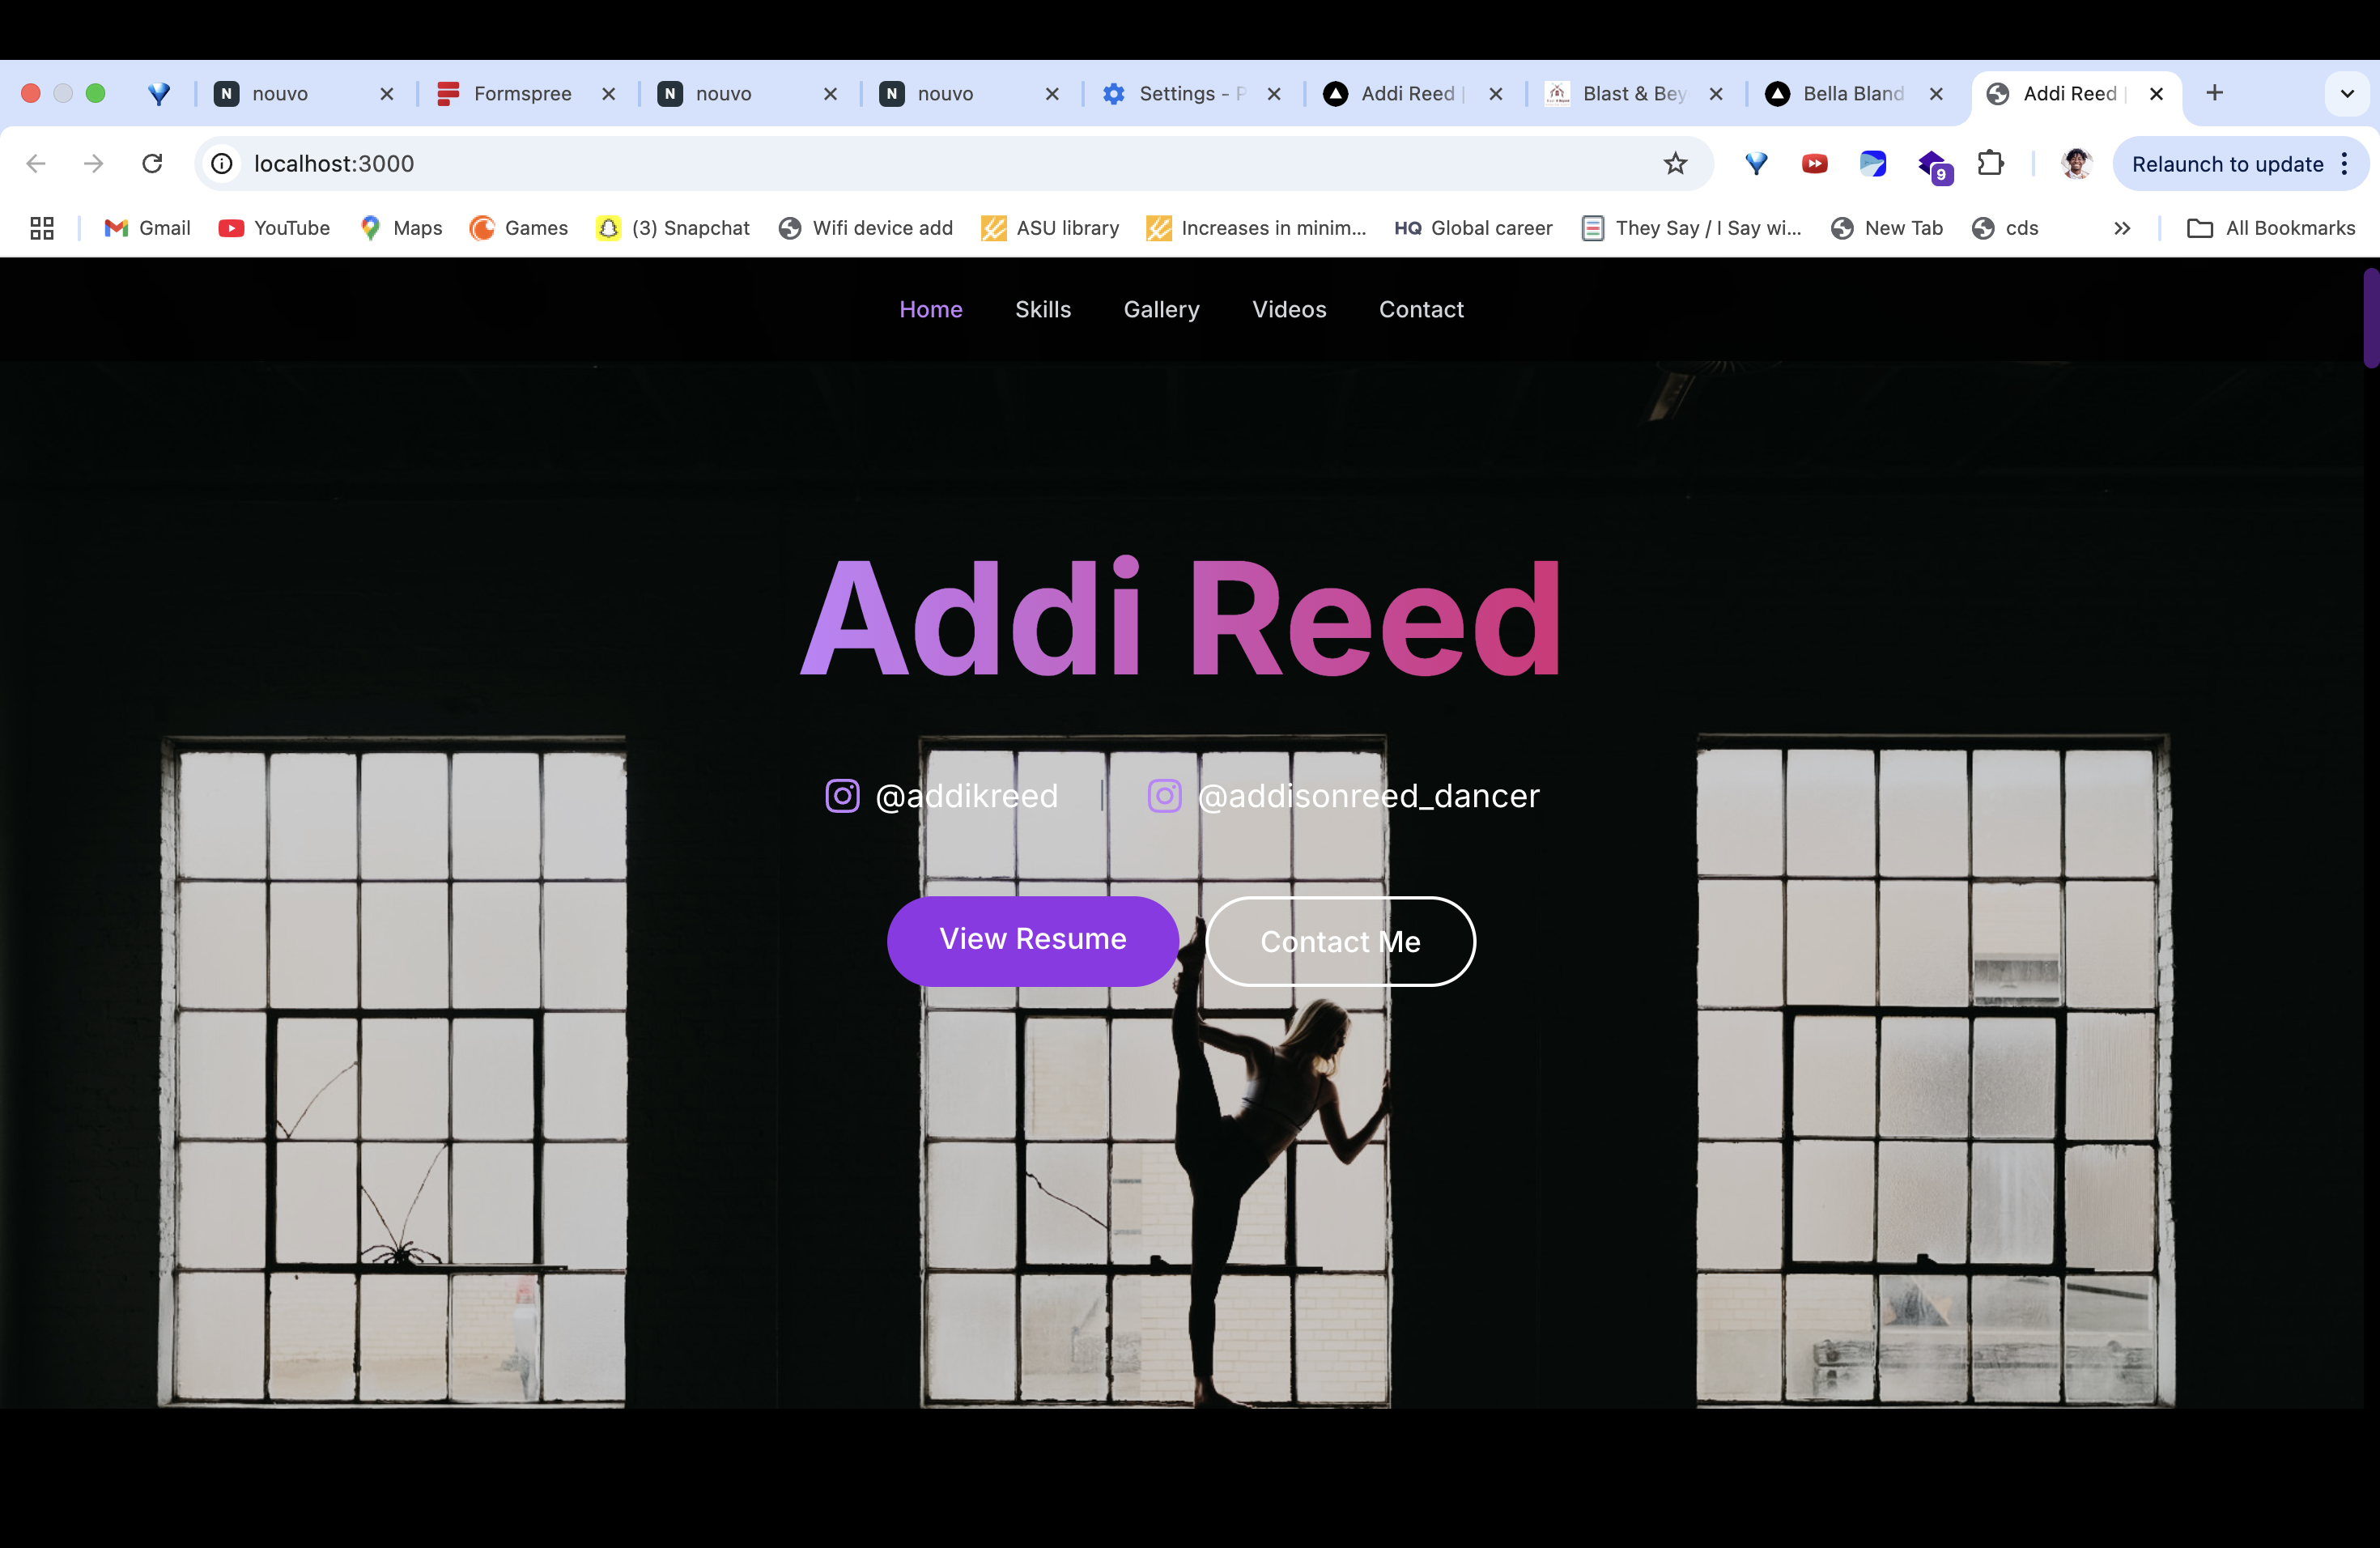 nouvo Formspree nouvo nouvo Settings - P Addi Reed | Blast & Bey Bella Bland Addi Reed |
localhost:3000 9 Relaunch to update
Gmail YouTube Maps Games (3) Snapchat Wifi device add ASU library Increases in minim... HQ Global career They Say / I Say wi... New Tab cds All Bookmarks
Home Skills Gallery Videos Contact
Addi Reed
@addikreed | @addisonreed_dancer
View Resume Contact Me